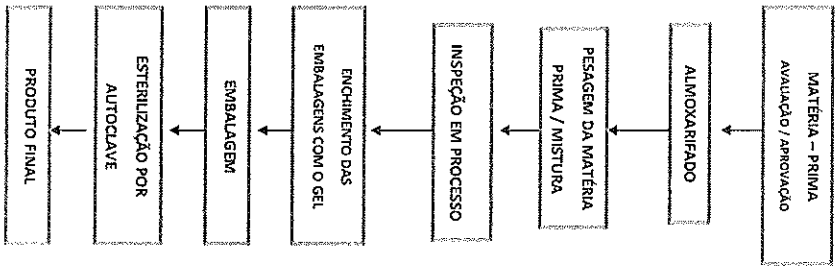 MATÉRIA – PRIMA
AVALIAÇÃO / APROVAÇÃO
ALMOXARIFADO
PESAGEM DA MATÉRIA
PRIMA / MISTURA
INSPEÇÃO EM PROCESSO
ENCHIMENTO DAS
EMBALAGENS COM O GEL
EMBALAGEM
ESTERILIZAÇÃO POR
AUTOCLAVE
PRODUTO FINAL